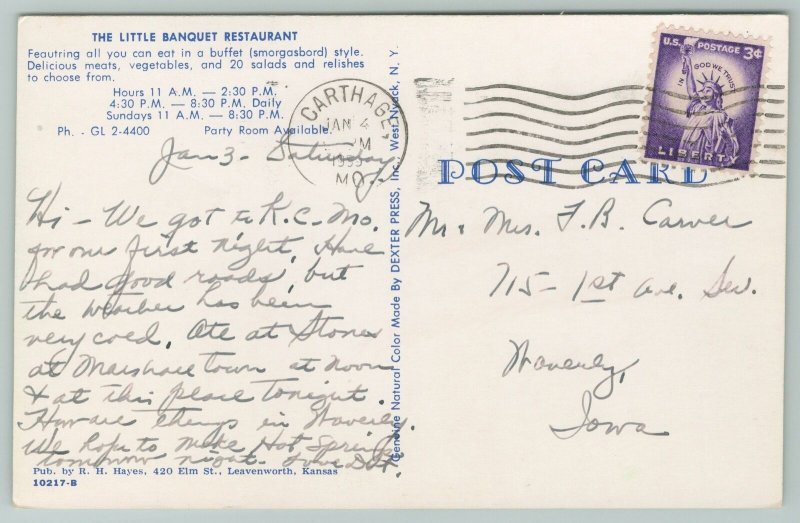 THE LITTLE BANQUET RESTAURANT
Feautring all you can eat in a buffet (smorgasbord) style.
Delicious meats, vegetables, and 20 salads and relishes
to choose from.
Hours 11 A.M. — 2:30 P.M.
4:30 P.M. — 8:30 P.M. Daily
Sundays 11 A.M. — 8:30 P.M.
Ph. - GL 2-4400 Party Room Available.
Jan 3 - Saturday
Hi - We got to K.C. Mo.
for our first night. Have
had good roads, but
the weather has been
very cold. Ate at Stones
at Marshalltown at noon
& at this place tonight.
How are things in Waverly.
We hope to make Hot Springs
tomorrow night. Love
Pub. by R. H. Hayes, 420 Elm St., Leavenworth, Kansas
10217-B
Genuine Natural Color Made By DEXTER PRESS, Inc., West Nyack, N. Y.
CARTHAGE,
JAN 4
PM
MO.
U.S. POSTAGE 3¢
IN GOD WE TRUST
LIBERTY
POST CARD
Mr & Mrs. F. B. Carver
715 - 1st Ave. Sw.
Waverly,
Iowa